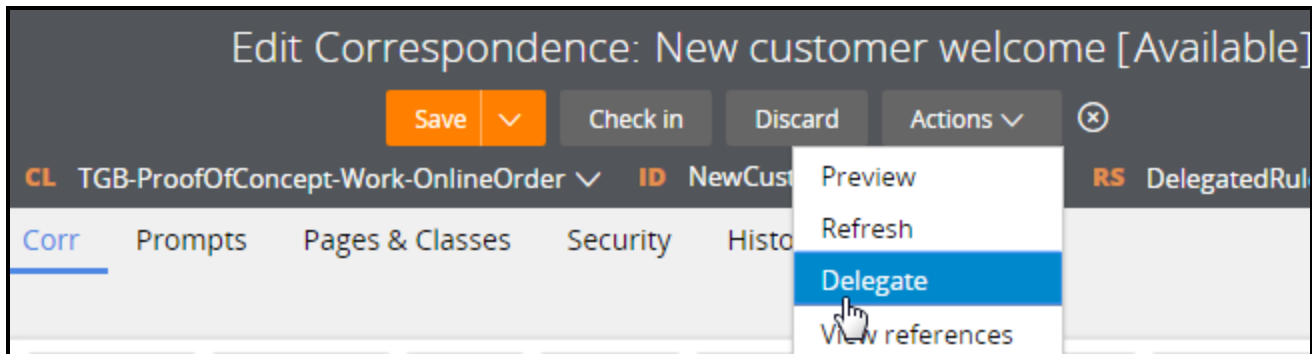 Edit Correspondence: New customer welcome [Available]
Save Check in Discard Actions
CL TGB-ProofOfConcept-Work-OnlineOrder ID NewCust RS DelegatedRul
Preview
Corr Prompts Pages & Classes Security Histo
Refresh
Delegate
View references